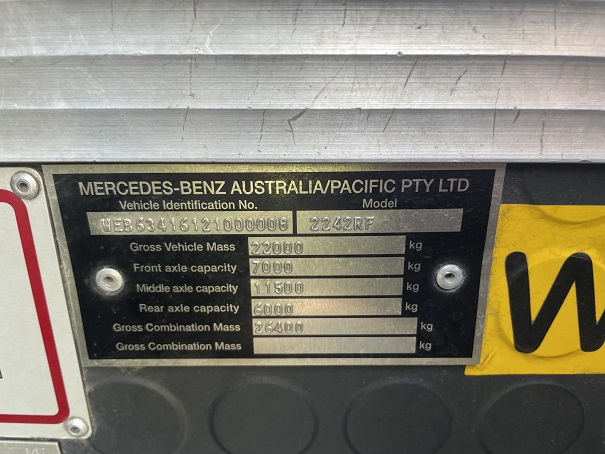 MERCEDES-BENZ AUSTRALIA/PACIFIC PTY LTD
Vehicle Identification No. Model
WEB63416121000008 2242RF
Gross Vehicle Mass 22000 kg
Front axle capacity 7000 kg
Middle axle capacity 11500 kg
Rear axle capacity 6000 kg
Gross Combination Mass 26400 kg
Gross Combination Mass kg
W